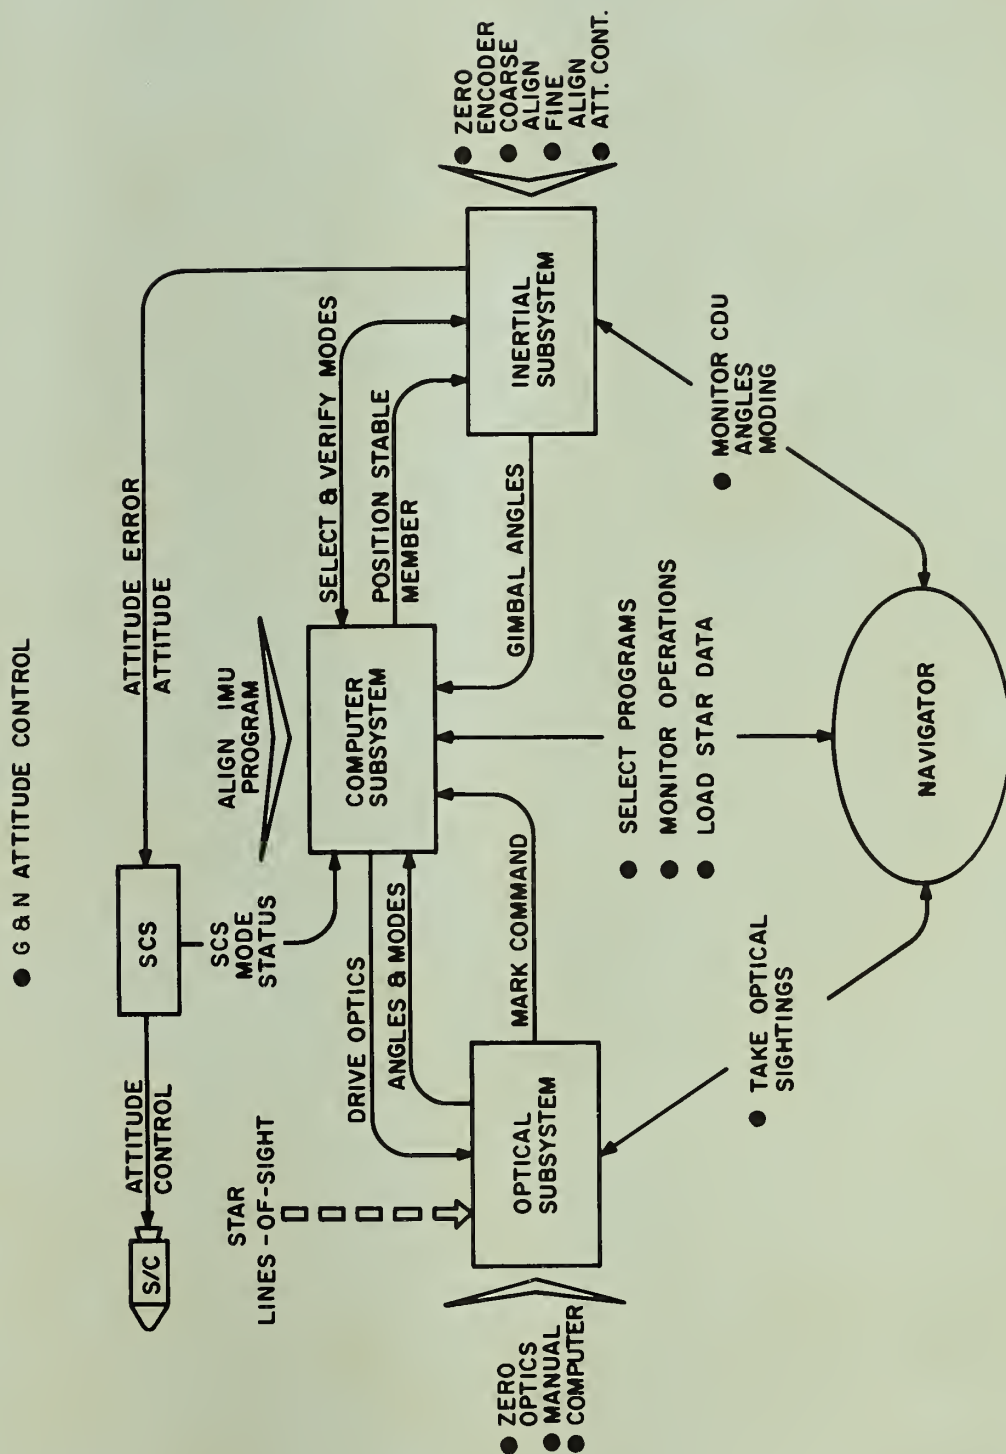 ● G & N ATTITUDE CONTROL
ATTITUDE
CONTROL
S/C
SCS
ATTITUDE ERROR
ATTITUDE
STAR
LINES-OF-SIGHT
SCS
MODE
STATUS
ALIGN IMU
PROGRAM
SELECT & VERIFY MODES
POSITION STABLE
MEMBER
DRIVE OPTICS
ANGLES & MODES
COMPUTER
SUBSYSTEM
● ZERO
OPTICS
● MANUAL
● COMPUTER
OPTICAL
SUBSYSTEM
MARK COMMAND
GIMBAL ANGLES
INERTIAL
SUBSYSTEM
● ZERO
ENCODER
● COARSE
ALIGN
● FINE
ALIGN
● ATT. CONT.
● TAKE OPTICAL
SIGHTINGS
● SELECT PROGRAMS
● MONITOR OPERATIONS
● LOAD STAR DATA
● MONITOR CDU
ANGLES
MODING
NAVIGATOR